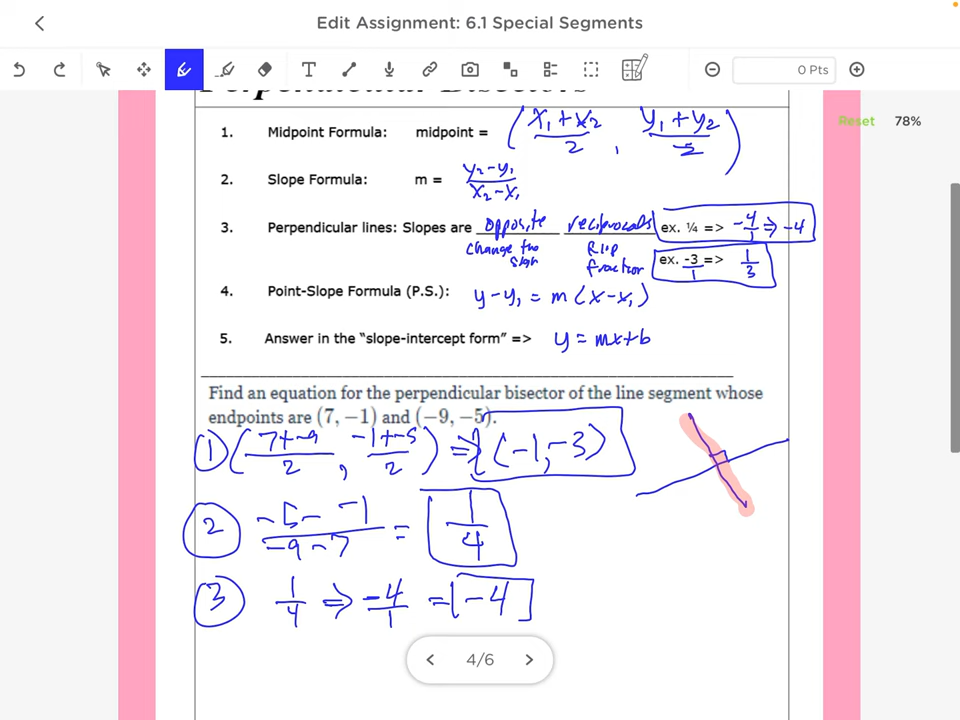 Edit Assignment: 6.1 Special Segments
T 0 Pts
Reset 78%
Perpendicular Bisectors
1. Midpoint Formula: midpoint = ( x₁ + x₂ / 2 , y₁ + y₂ / 2 )
2. Slope Formula: m = y₂ - y₁ / x₂ - x₁
3. Perpendicular lines: Slopes are opposite reciprocals ex. ¼ => -4/1 => -4
change the sign flip fraction ex. -3/1 => 1/3
4. Point-Slope Formula (P.S.): y - y₁ = m (x - x₁)
5. Answer in the “slope-intercept form” => y = mx + b
Find an equation for the perpendicular bisector of the line segment whose
endpoints are (7, −1) and (−9, −5).
① ( 7 + -9 / 2 , -1 + -5 / 2 ) => (-1, -3)
② -5 - -1 / -9 - 7 = 1/4
③ 1/4 => -4/1 = -4
4/6